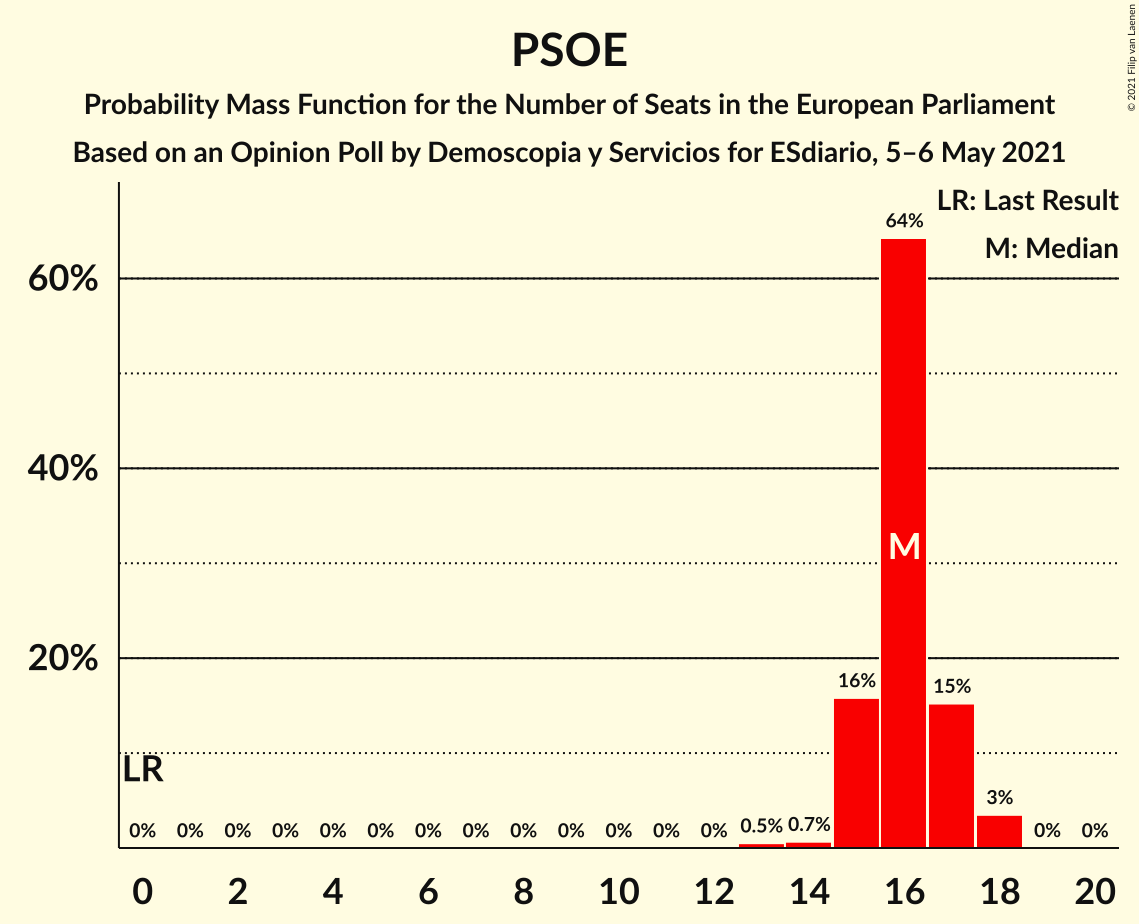 PSOE
Probability Mass Function for the Number of Seats in the European Parliament
Based on an Opinion Poll by Demoscopia y Servicios for ESdiario, 5–6 May 2021
© 2021 Filip van Laenen
LR: Last Result
M: Median
64%
60%
40%
M
20%
16%
15%
LR
3%
0% 0% 0% 0% 0% 0% 0% 0% 0% 0% 0% 0% 0% 0.5% 0.7% 0% 0%
0 2 4 6 8 10 12 14 16 18 20